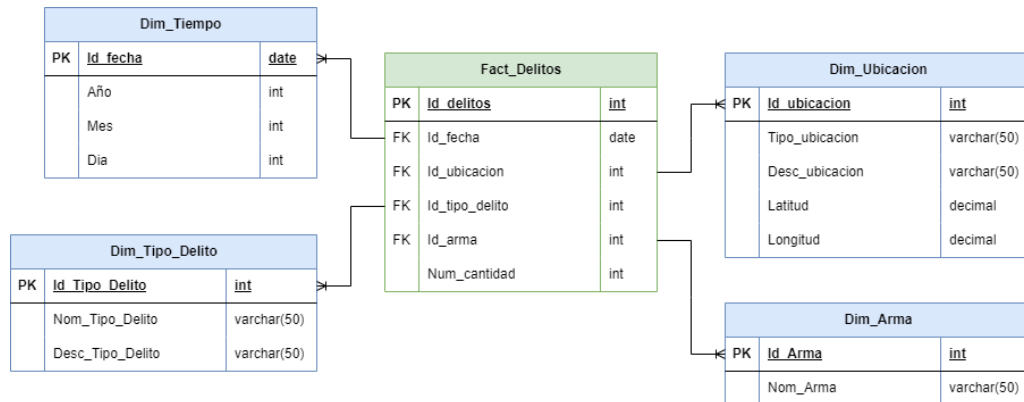 Dim_Tiempo
PK Id_fecha date
Año int
Mes int
Dia int
Dim_Tipo_Delito
PK Id_Tipo_Delito int
Nom_Tipo_Delito varchar(50)
Desc_Tipo_Delito varchar(50)
Fact_Delitos
PK Id_delitos int
FK Id_fecha date
FK Id_ubicacion int
FK Id_tipo_delito int
FK Id_arma int
Num_cantidad int
Dim_Ubicacion
PK Id_ubicacion int
Tipo_ubicacion varchar(50)
Desc_ubicacion varchar(50)
Latitud decimal
Longitud decimal
Dim_Arma
PK Id_Arma int
Nom_Arma varchar(50)